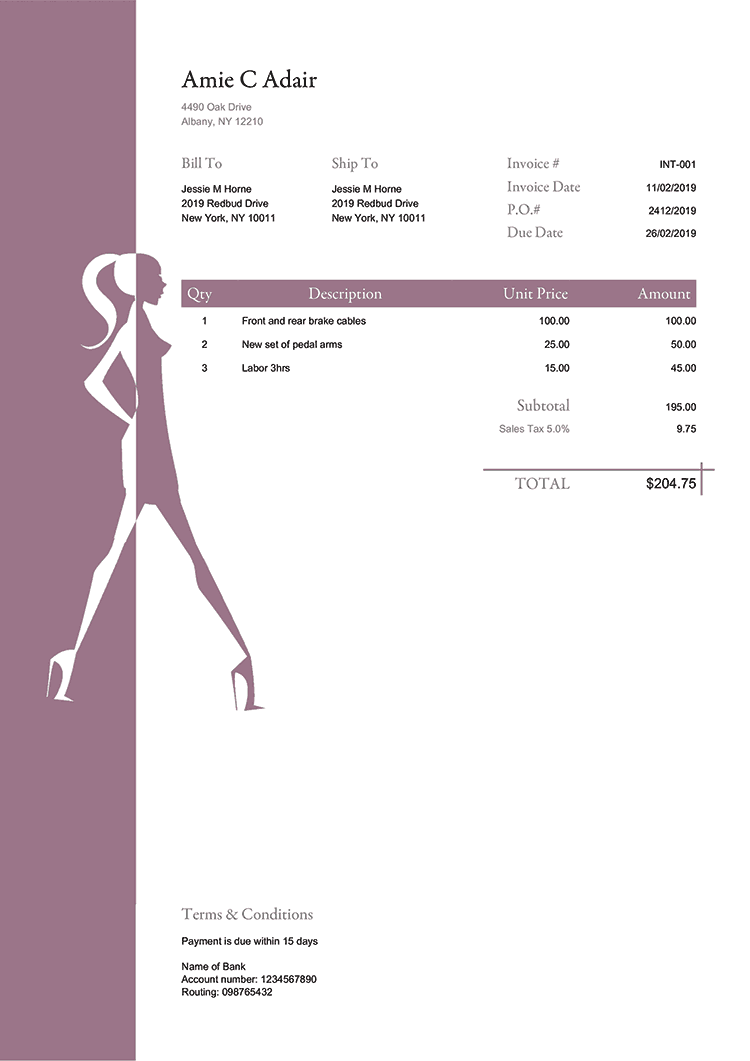 Amie C Adair
4490 Oak Drive
Albany, NY 12210
Bill To
Jessie M Horne
2019 Redbud Drive
New York, NY 10011
Ship To
Jessie M Horne
2019 Redbud Drive
New York, NY 10011
Invoice # INT-001
Invoice Date 11/02/2019
P.O.# 2412/2019
Due Date 26/02/2019
Qty Description Unit Price Amount
1 Front and rear brake cables 100.00 100.00
2 New set of pedal arms 25.00 50.00
3 Labor 3hrs 15.00 45.00
Subtotal 195.00
Sales Tax 5.0% 9.75
TOTAL $204.75
Terms & Conditions
Payment is due within 15 days
Name of Bank
Account number: 1234567890
Routing: 098765432